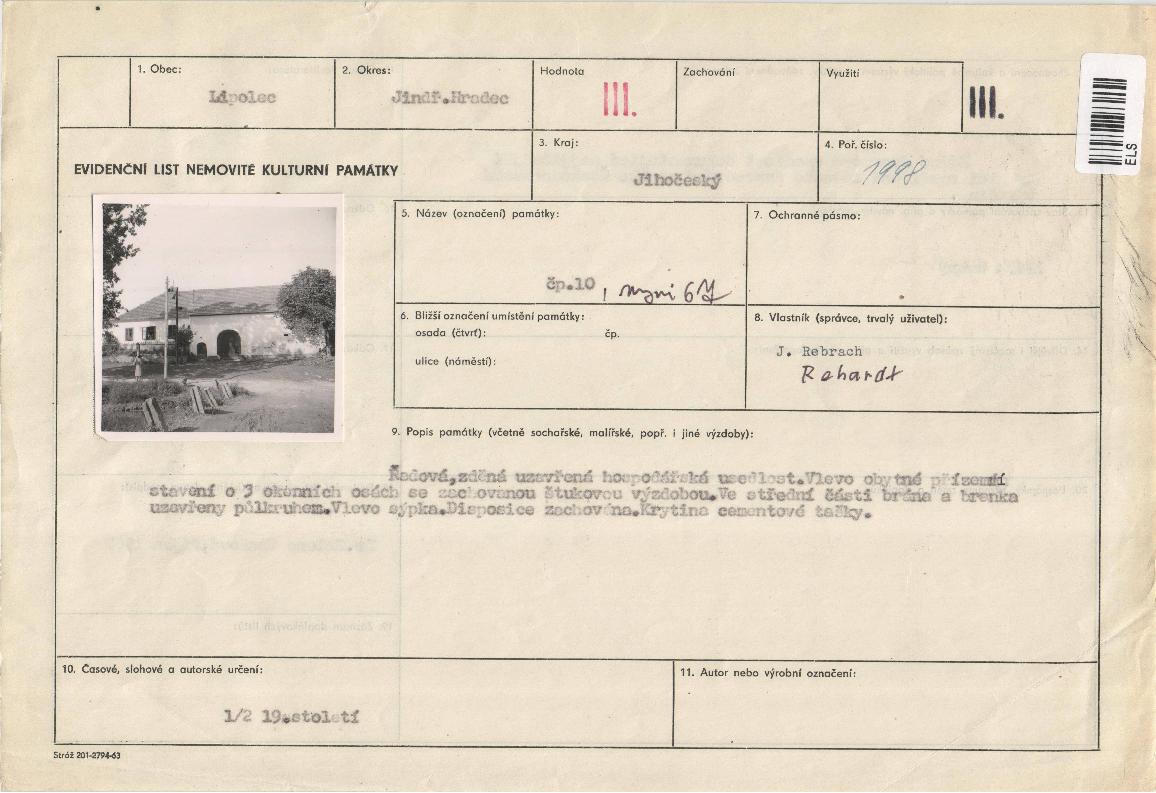 1. Obec:
Lipolec
2. Okres:
Jindř.Hradec
Hodnota
III.
Zachování
Využití
III.
ELS
EVIDENČNÍ LIST NEMOVITÉ KULTURNÍ PAMÁTKY
3. Kraj:
Jihočeský
4. Poř. číslo:
1998
5. Název (označení) památky:
čp.10 , nyní 67
7. Ochranné pásmo:
6. Bližší označení umístění památky:
osada (čtvrť): čp.
ulice (náměstí):
8. Vlastník (správce, trvalý uživatel):
J. Rebrach
Rehardt
9. Popis památky (včetně sochařské, malířské, popř. i jiné výzdoby):
Řadová,zděná uzavřená hospodářská usedlost.Vlevo obytné přízemní
stavení o 3 okenních osách se zachovanou štukovou výzdobou.Ve střední části brána a branka
uzavřeny půlkruhem.Vlevo sýpka.Disposice zachována.Krytina cementové tašky.
10. Časové, slohové a autorské určení:
1/2 19.století
11. Autor nebo výrobní označení:
Stráž 201-2794-63